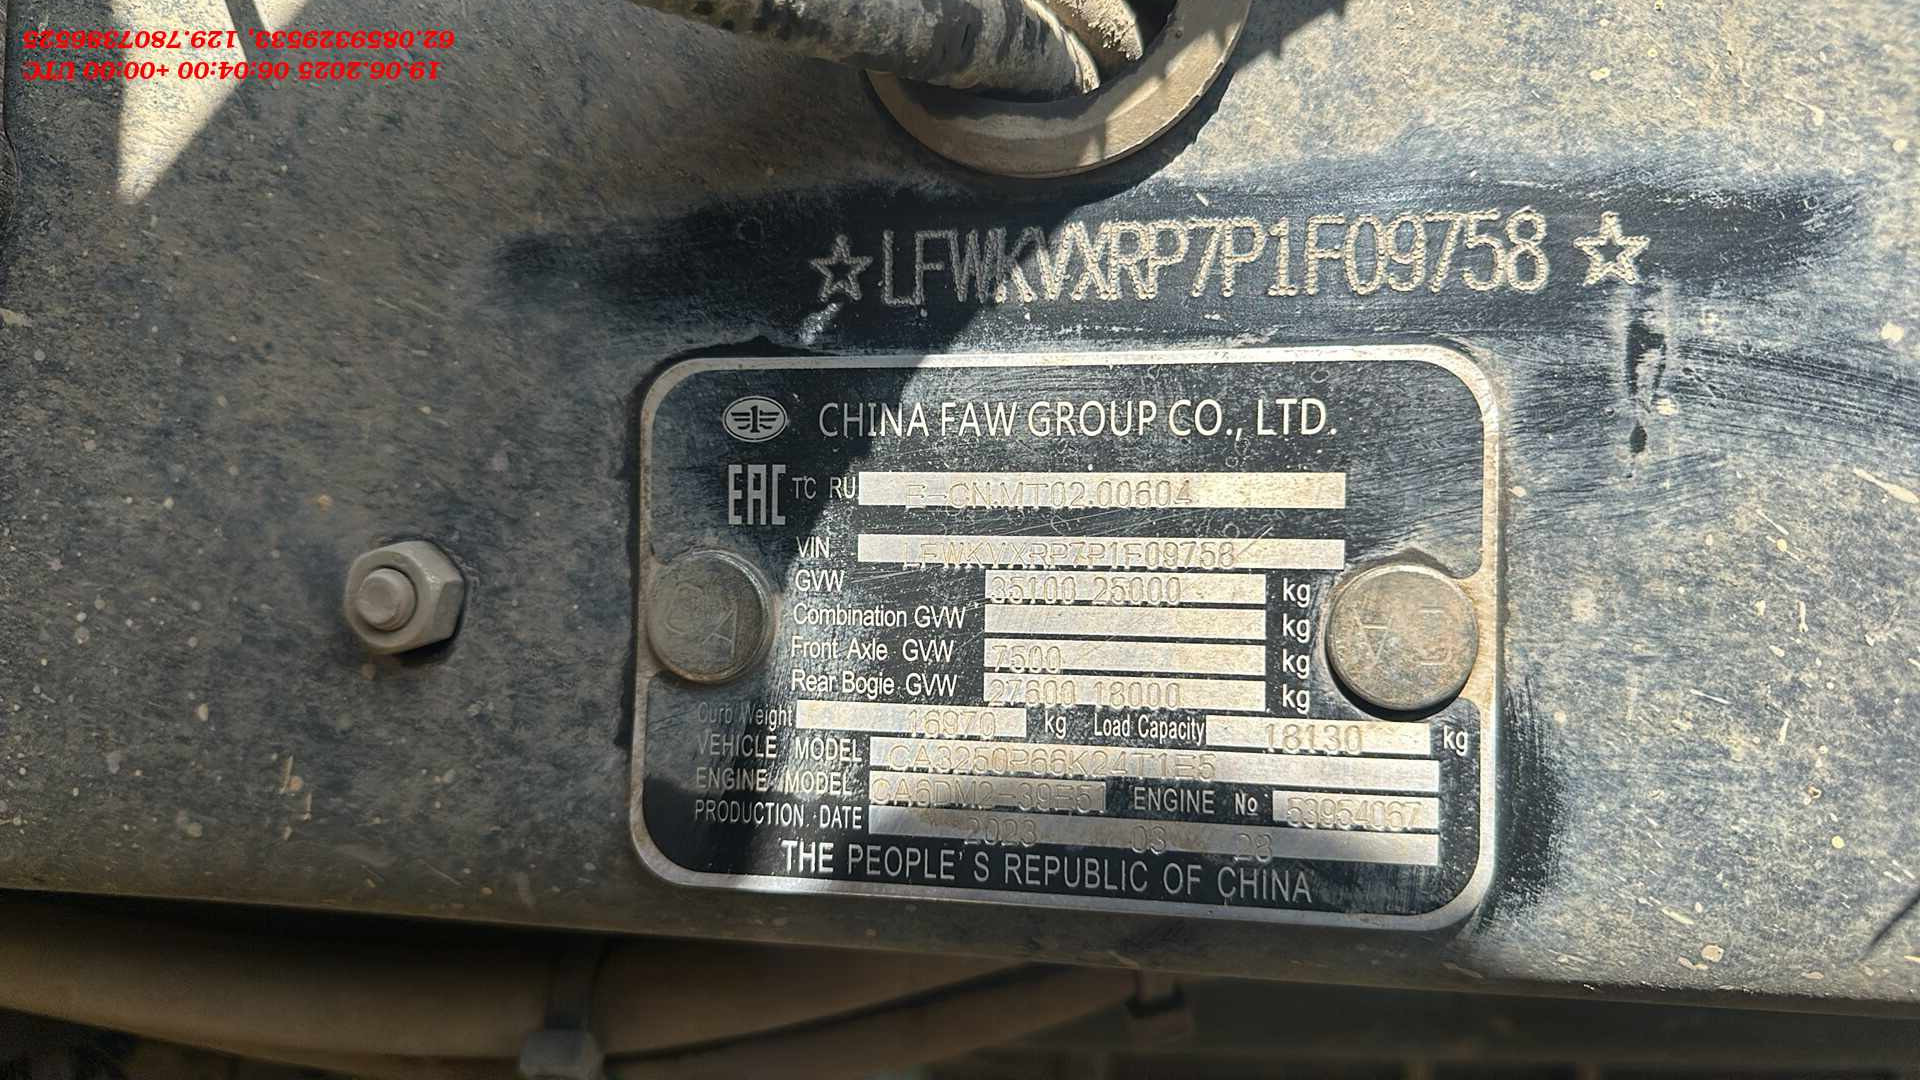 62.0859329533, 129.7807386525
19.06.2025 06:04:00 +00:00 UTC
☆LFWKVXRP7P1F09758☆
CHINA FAW GROUP CO., LTD.
EAC TC RU E-CN.MT02.00604
VIN LFWKVXRP7P1F09758
GVW 35100 25000 kg
Combination GVW kg
Front Axle GVW 7500 kg
Rear Bogie GVW 27600 18000 kg
Curb Weight 16970 kg Load Capacity 18130 kg
VEHICLE MODEL CA3250P66K24T1E5
ENGINE MODEL CA6DM2-39E51 ENGINE № 53954067
PRODUCTION DATE 2023 03 28
THE PEOPLE'S REPUBLIC OF CHINA